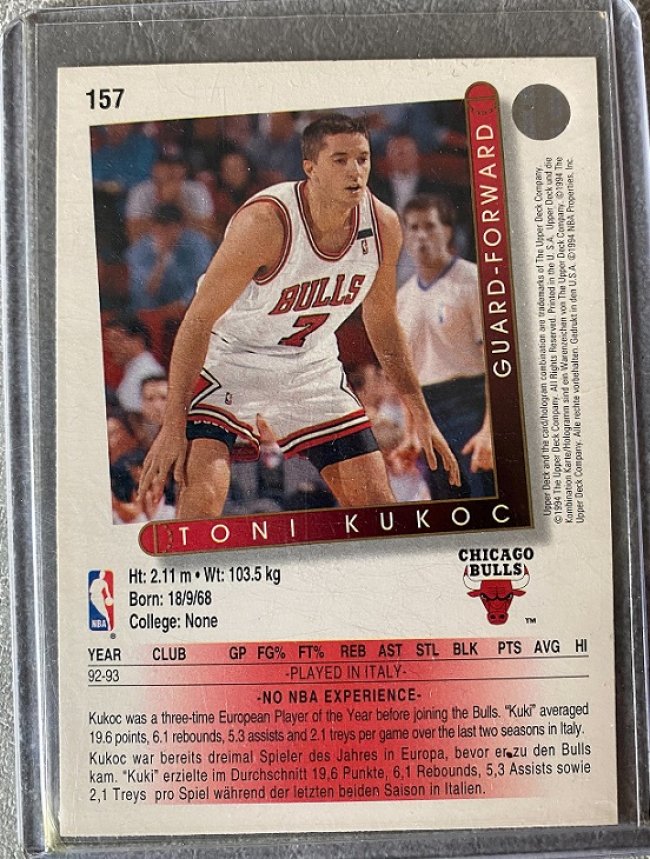 157
GUARD-FORWARD
BULLS
7
TONI KUKOC
Upper Deck and the card/hologram combination are trademarks of The Upper Deck Company.
©1994 The Upper Deck Company. All Rights Reserved. Printed in the U.S.A. Upper Deck und die
Kombination Karte/Hologramm sind ein Warenzeichen von The Upper Deck Company. ©1994 The
Upper Deck Company. Alle rechte vorbehalten. Gedrukt in den U.S.A. ©1994 NBA Properties, Inc.
CHICAGO
BULLS
TM
NBA
®
Ht: 2.11 m • Wt: 103.5 kg
Born: 18/9/68
College: None
YEAR CLUB GP FG% FT% REB AST STL BLK PTS AVG HI
92-93 -PLAYED IN ITALY-
-NO NBA EXPERIENCE-
Kukoc was a three-time European Player of the Year before joining the Bulls. "Kuki" averaged
19.6 points, 6.1 rebounds, 5.3 assists and 2.1 treys per game over the last two seasons in Italy.
Kukoc war bereits dreimal Spieler des Jahres in Europa, bevor er zu den Bulls
kam. "Kuki" erzielte im Durchschnitt 19,6 Punkte, 6,1 Rebounds, 5,3 Assists sowie
2,1 Treys pro Spiel während der letzten beiden Saison in Italien.